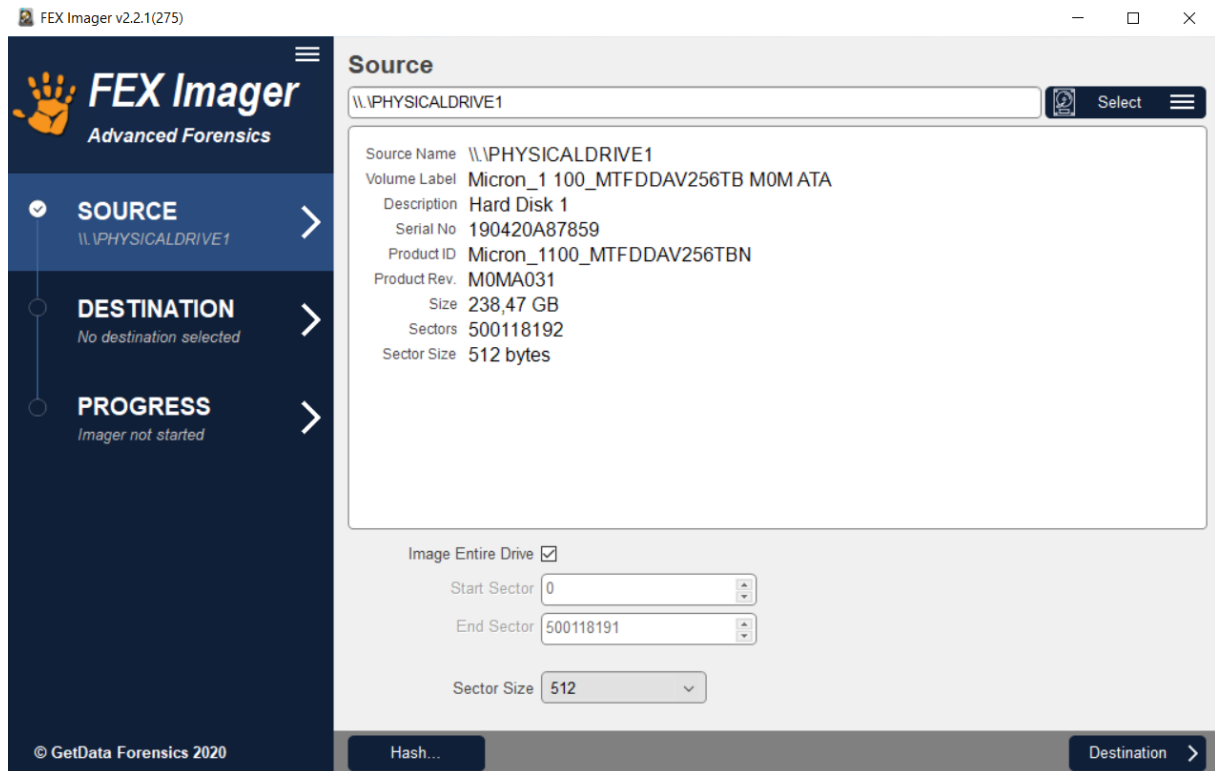 FEX Imager v2.2.1(275)
FEX Imager
Advanced Forensics
SOURCE
\\.\PHYSICALDRIVE1
DESTINATION
No destination selected
PROGRESS
Imager not started
© GetData Forensics 2020
Source
\\.\PHYSICALDRIVE1
Select
Source Name \\.\PHYSICALDRIVE1
Volume Label Micron_1 100_MTFDDAV256TB M0M ATA
Description Hard Disk 1
Serial No 190420A87859
Product ID Micron_1100_MTFDDAV256TBN
Product Rev. M0MA031
Size 238,47 GB
Sectors 500118192
Sector Size 512 bytes
Image Entire Drive
Start Sector 0
End Sector 500118191
Sector Size 512
Hash...
Destination